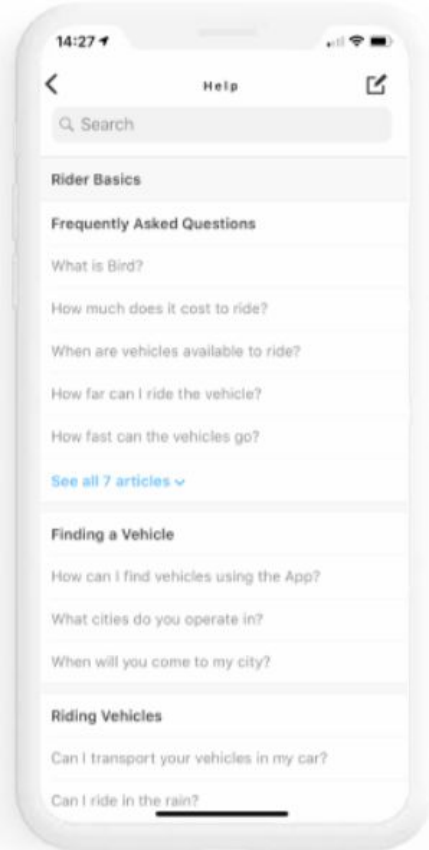 14:27
Help
Search
Rider Basics
Frequently Asked Questions
What is Bird?
How much does it cost to ride?
When are vehicles available to ride?
How far can I ride the vehicle?
How fast can the vehicles go?
See all 7 articles
Finding a Vehicle
How can I find vehicles using the App?
What cities do you operate in?
When will you come to my city?
Riding Vehicles
Can I transport your vehicles in my car?
Can I ride in the rain?